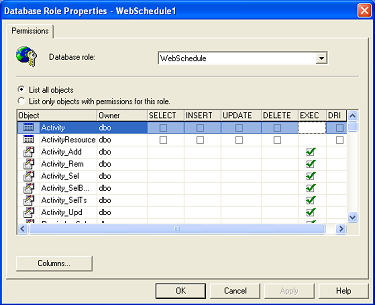 Database Role Properties - WebSchedule1
Permissions
Database role: WebSchedule
List all objects
List only objects with permissions for this role.
Object Owner SELECT INSERT UPDATE DELETE EXEC DRI
Activity dbo
ActivityResource dbo
Activity_Add dbo
Activity_Rem dbo
Activity_Sel dbo
Activity_SelB... dbo
Activity_SelTs dbo
Activity_Upd dbo
Columns...
OK Cancel Apply Help